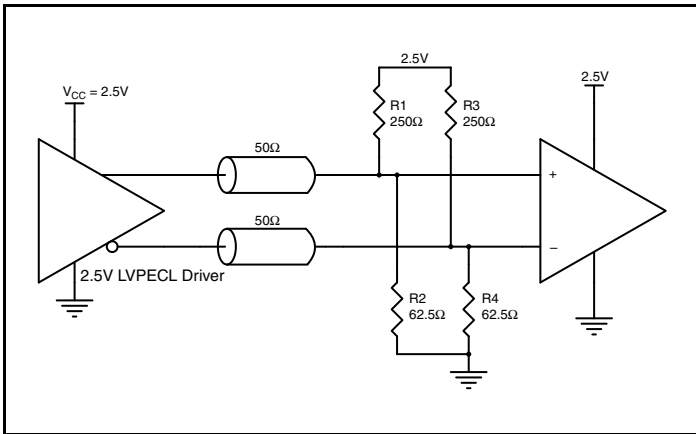 2.5V
V_CC = 2.5V
2.5V
R1
250Ω
R3
250Ω
50Ω
+
50Ω
–
2.5V LVPECL Driver
R2
62.5Ω
R4
62.5Ω